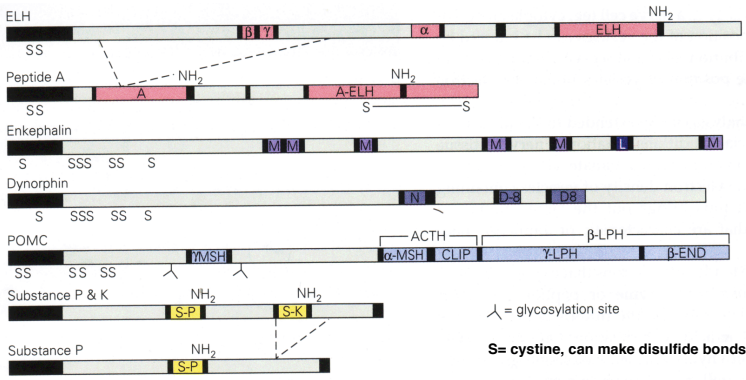 ELH
NH2
β γ α ELH
SS
Peptide A
NH2 NH2
A A-ELH
SS S S
Enkephalin
M M M M M L M
S SSS SS S
Dynorphin
N D-8 D8
S SSS SS S
ACTH β-LPH
POMC
γMSH α-MSH CLIP γ-LPH β-END
SS SS SS
Substance P & K
NH2 NH2
S-P S-K
= glycosylation site
Substance P
NH2
S-P
S= cystine, can make disulfide bonds